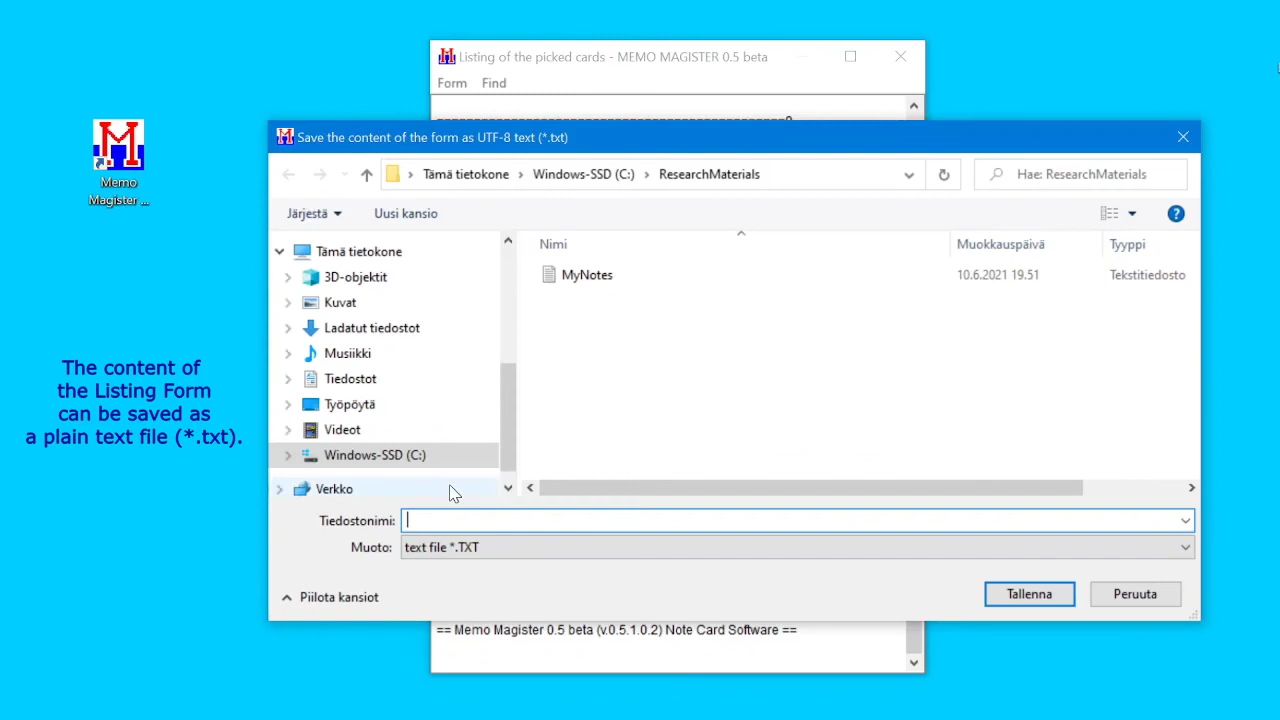 Listing of the picked cards - MEMO MAGISTER 0.5 beta
Form Find
Save the content of the form as UTF-8 text (*.txt)
Tämä tietokone Windows-SSD (C:) ResearchMaterials
Hae: ResearchMaterials
Järjestä Uusi kansio
Memo
Magister ...
Tämä tietokone
3D-objektit
Kuvat
Ladatut tiedostot
Musiikki
Tiedostot
Työpöytä
Videot
Windows-SSD (C:)
Verkko
Nimi Muokkauspäivä Tyyppi
MyNotes 10.6.2021 19.51 Tekstitiedosto
The content of
the Listing Form
can be saved as
a plain text file (*.txt).
Tiedostonimi:
Muoto: text file *.TXT
Piilota kansiot
Tallenna Peruuta
== Memo Magister 0.5 beta (v.0.5.1.0.2) Note Card Software ==